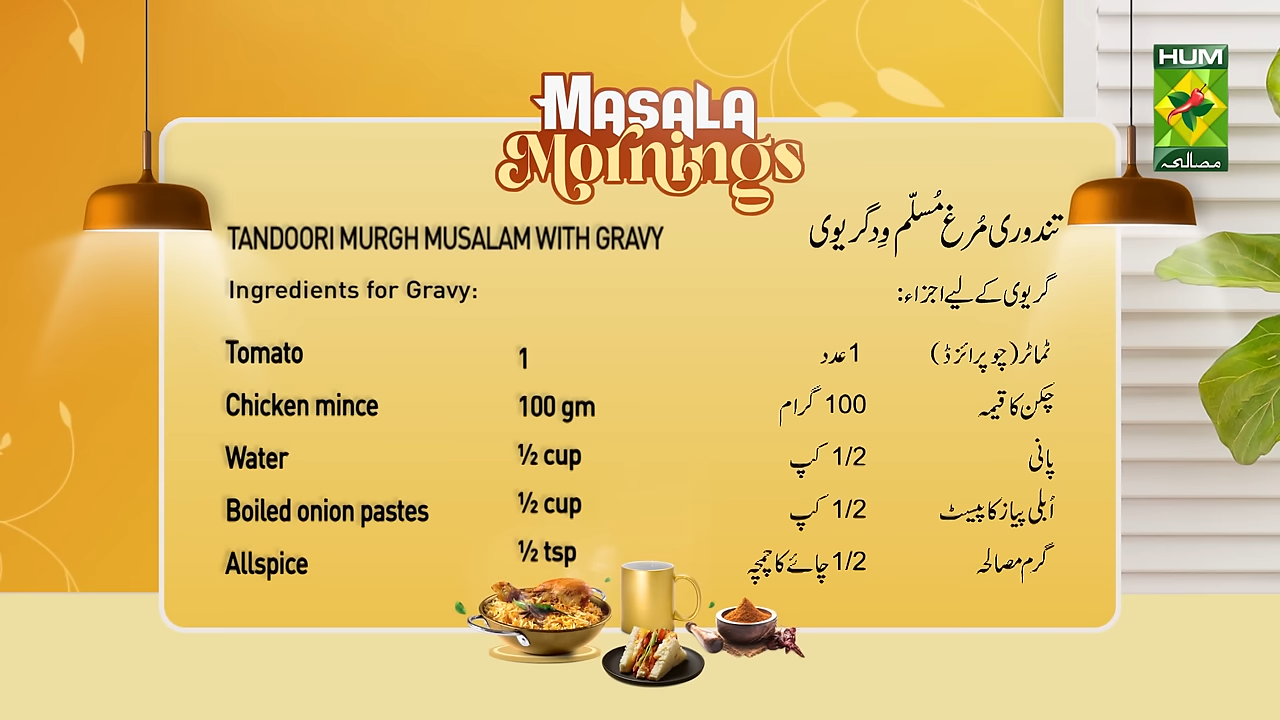 HUM
مصالحہ
MASALA
Mornings
TANDOORI MURGH MUSALAM WITH GRAVY
تندوری مُرغ مُسلّم وِد گریوی
Ingredients for Gravy:
گریوی کے لیے اجزاء:
Tomato 1
ٹماٹر (چوپرائزڈ) 1 عدد
Chicken mince 100 gm
چکن کا قیمہ 100 گرام
Water ½ cup
پانی 1/2 کپ
Boiled onion pastes ½ cup
اُبلی پیاز کا پیسٹ 1/2 کپ
Allspice ½ tsp
گرم مصالحہ 1/2 چائے کا چمچہ